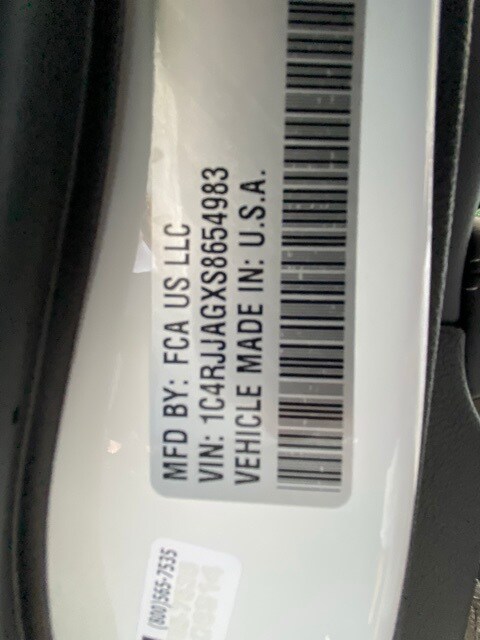 MFD BY: FCA US LLC
VIN: 1C4RJJAGXS8654983
VEHICLE MADE IN: U.S.A.
(800)565-7535